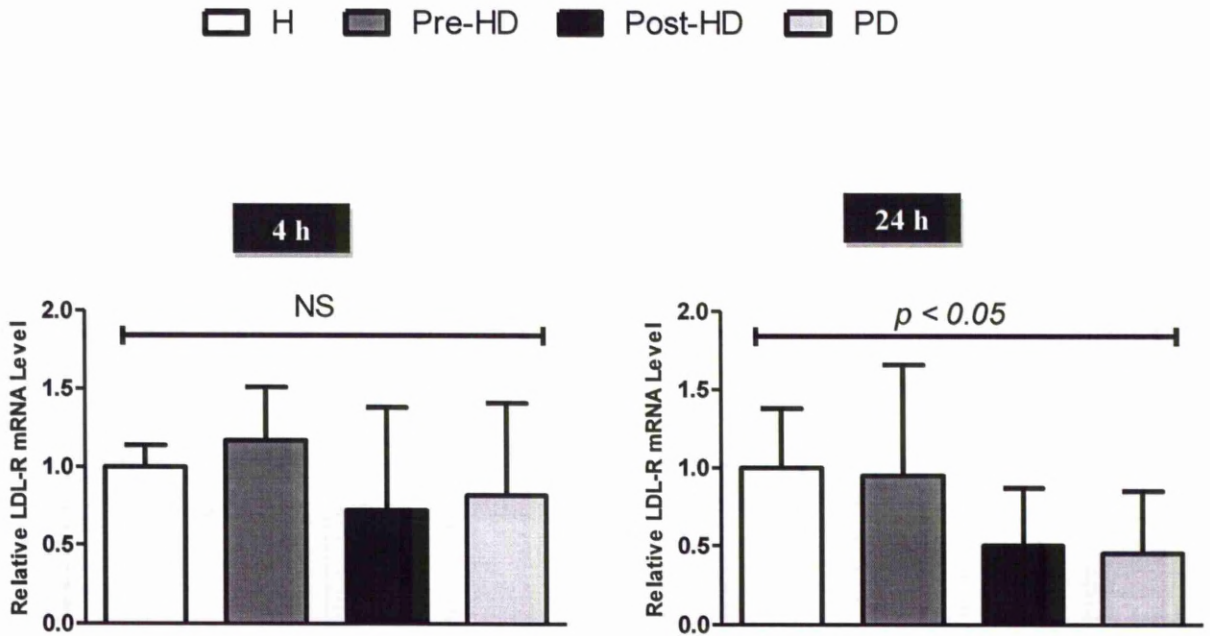 H Pre-HD Post-HD PD
4 h
24 h
NS
p < 0.05
Relative LDL-R mRNA Level
2.0
1.5
1.0
0.5
0.0
Relative LDL-R mRNA Level
2.0
1.5
1.0
0.5
0.0